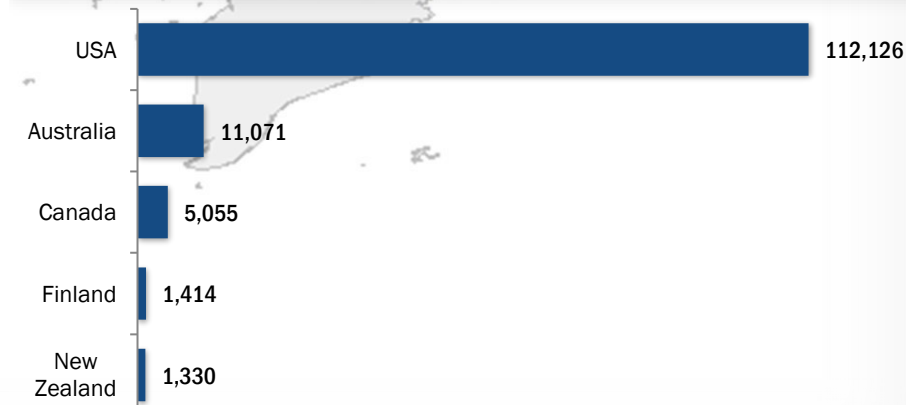 USA 112,126
Australia 11,071
Canada 5,055
Finland 1,414
New
Zealand 1,330